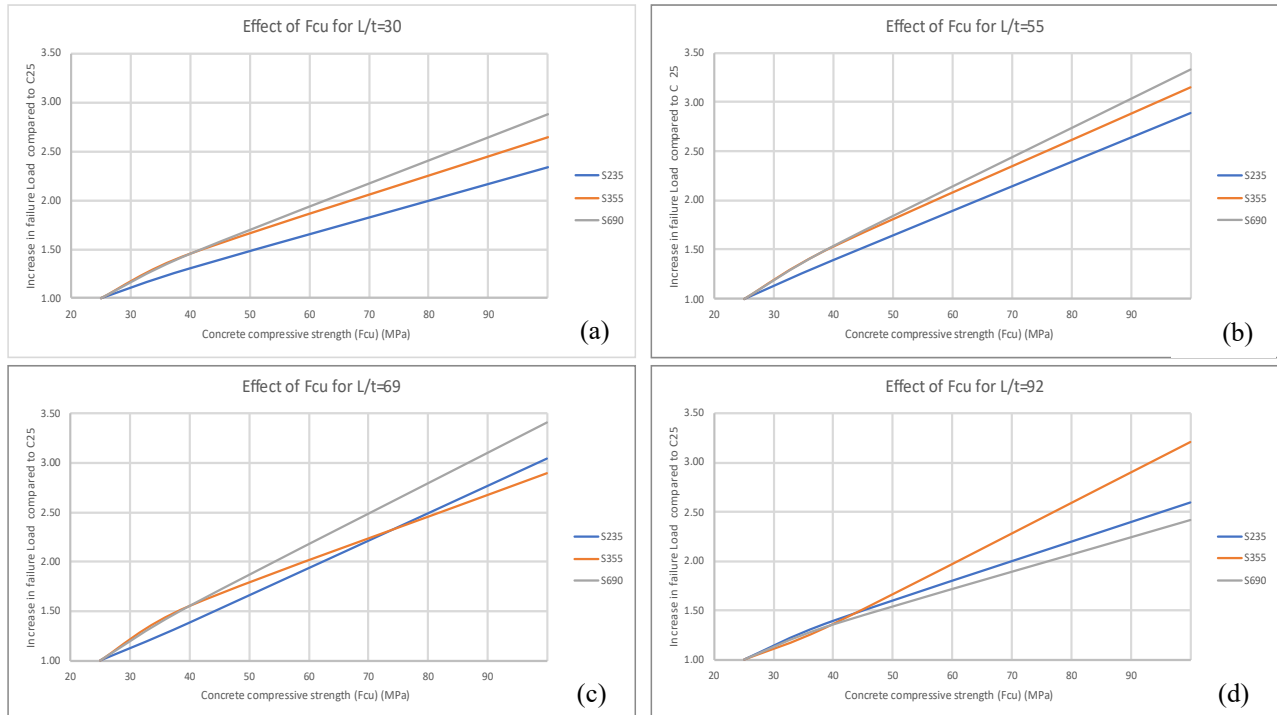 Effect of Fcu for L/t=30
Increase in failure Load compared to C25
3.50
3.00
2.50
2.00
1.50
1.00
20 30 40 50 60 70 80 90
Concrete compressive strength (Fcu) (MPa)
S235
S355
S690
(a)
Effect of Fcu for L/t=55
Increase in failure Load compared to C 25
3.50
3.00
2.50
2.00
1.50
1.00
20 30 40 50 60 70 80 90
Concrete compressive strength (Fcu) (MPa)
S235
S355
S690
(b)
Effect of Fcu for L/t=69
Increase in failure Load compared to C25
3.50
3.00
2.50
2.00
1.50
1.00
20 30 40 50 60 70 80 90
Concrete compressive strength (Fcu) (MPa)
S235
S355
S690
(c)
Effect of Fcu for L/t=92
Increase in failure Load compared to C25
3.50
3.00
2.50
2.00
1.50
1.00
20 30 40 50 60 70 80 90
Concrete compressive strength (Fcu) (MPa)
S235
S355
S690
(d)